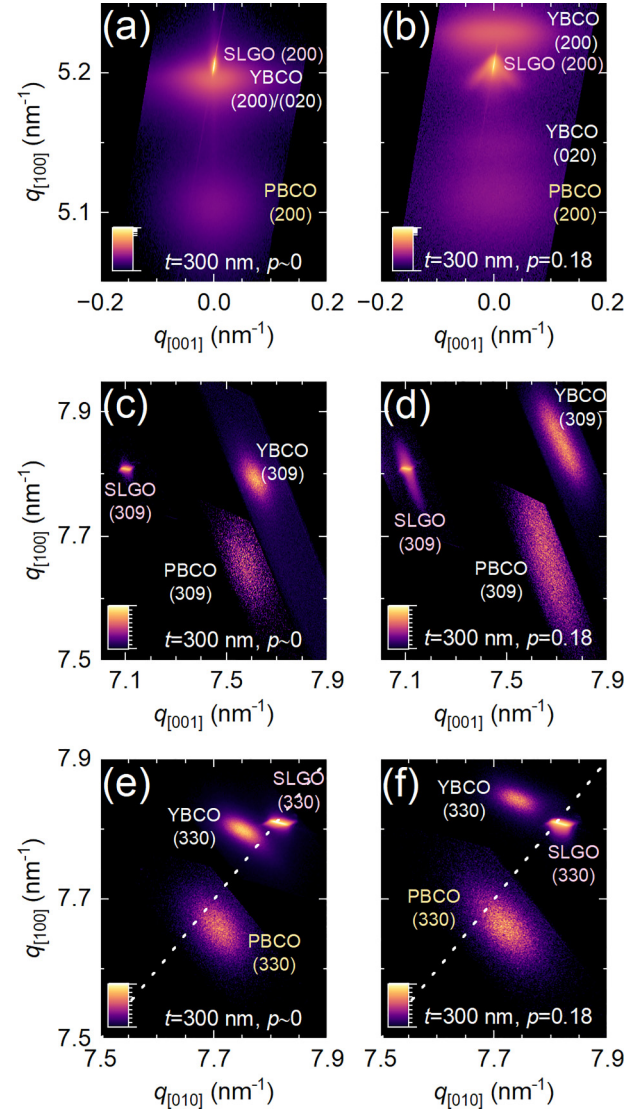 (a)
SLGO (200)
YBCO
(200)/(020)
PBCO
(200)
t=300 nm, p~0
5.2
5.1
q[100] (nm-1)
−0.2 0.0 0.2
q[001] (nm-1)
(b)
YBCO
(200)
SLGO (200)
YBCO
(020)
PBCO
(200)
t=300 nm, p=0.18
−0.2 0.0 0.2
q[001] (nm-1)
(c)
YBCO
(309)
SLGO
(309)
PBCO
(309)
t=300 nm, p~0
7.9
7.7
7.5
q[100] (nm-1)
7.1 7.5 7.9
q[001] (nm-1)
(d)
YBCO
(309)
SLGO
(309)
PBCO
(309)
t=300 nm, p=0.18
7.1 7.5 7.9
q[001] (nm-1)
(e)
SLGO
(330)
YBCO
(330)
PBCO
(330)
t=300 nm, p~0
7.9
7.7
7.5
q[100] (nm-1)
7.5 7.7 7.9
q[010] (nm-1)
(f)
YBCO
(330)
SLGO
(330)
PBCO
(330)
t=300 nm, p=0.18
7.5 7.7 7.9
q[010] (nm-1)